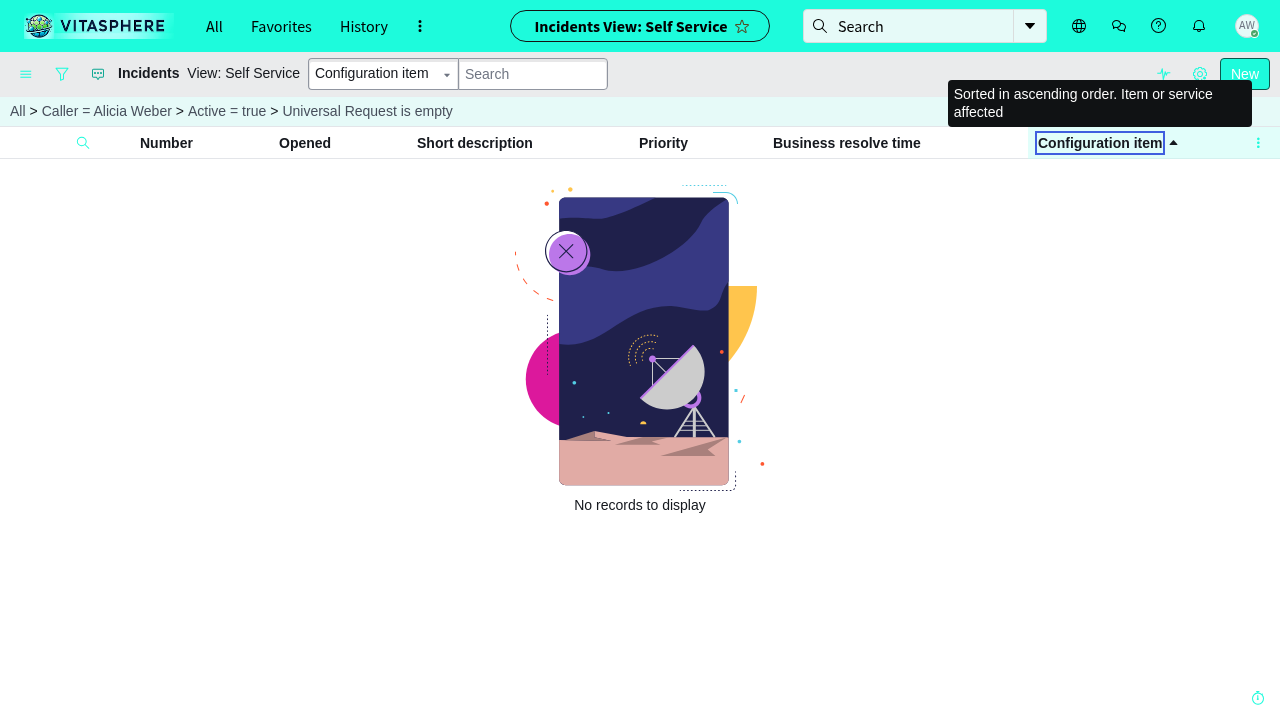 VITASPHERE All Favorites History Incidents View: Self Service Search AW
Incidents View: Self Service Configuration item Search New
Sorted in ascending order. Item or service
affected
All > Caller = Alicia Weber > Active = true > Universal Request is empty
Number Opened Short description Priority Business resolve time Configuration item
No records to display